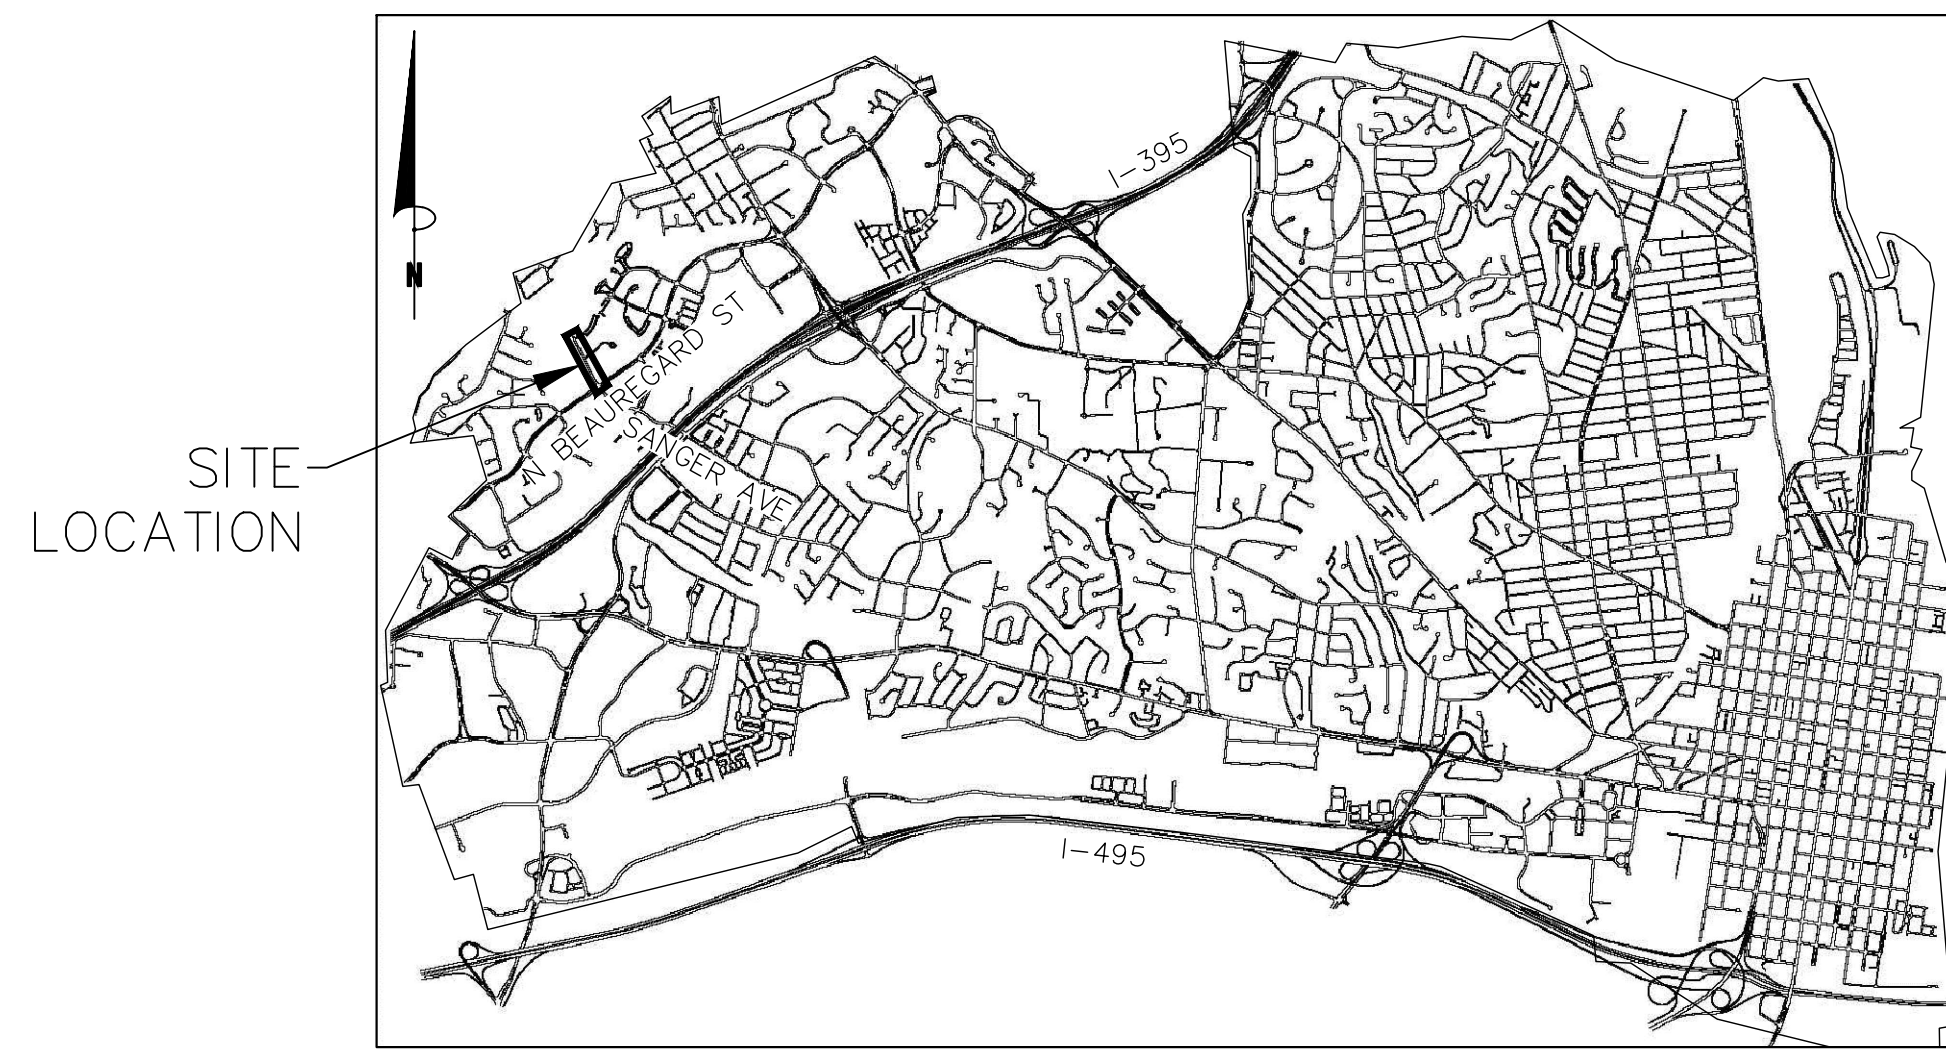 I-395
N
N BEAUREGARD ST
SANGER AVE
SITE
LOCATION
I-495